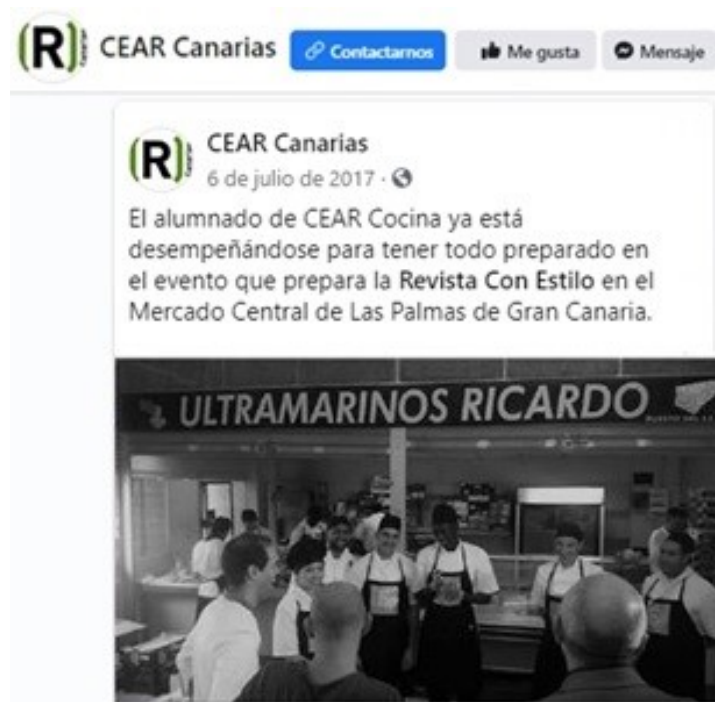 (R) CEAR Canarias Contactarnos Me gusta Mensaje
(R) CEAR Canarias
6 de julio de 2017 ·
El alumnado de CEAR Cocina ya está
desempeñándose para tener todo preparado en
el evento que prepara la Revista Con Estilo en el
Mercado Central de Las Palmas de Gran Canaria.
ULTRAMARINOS RICARDO